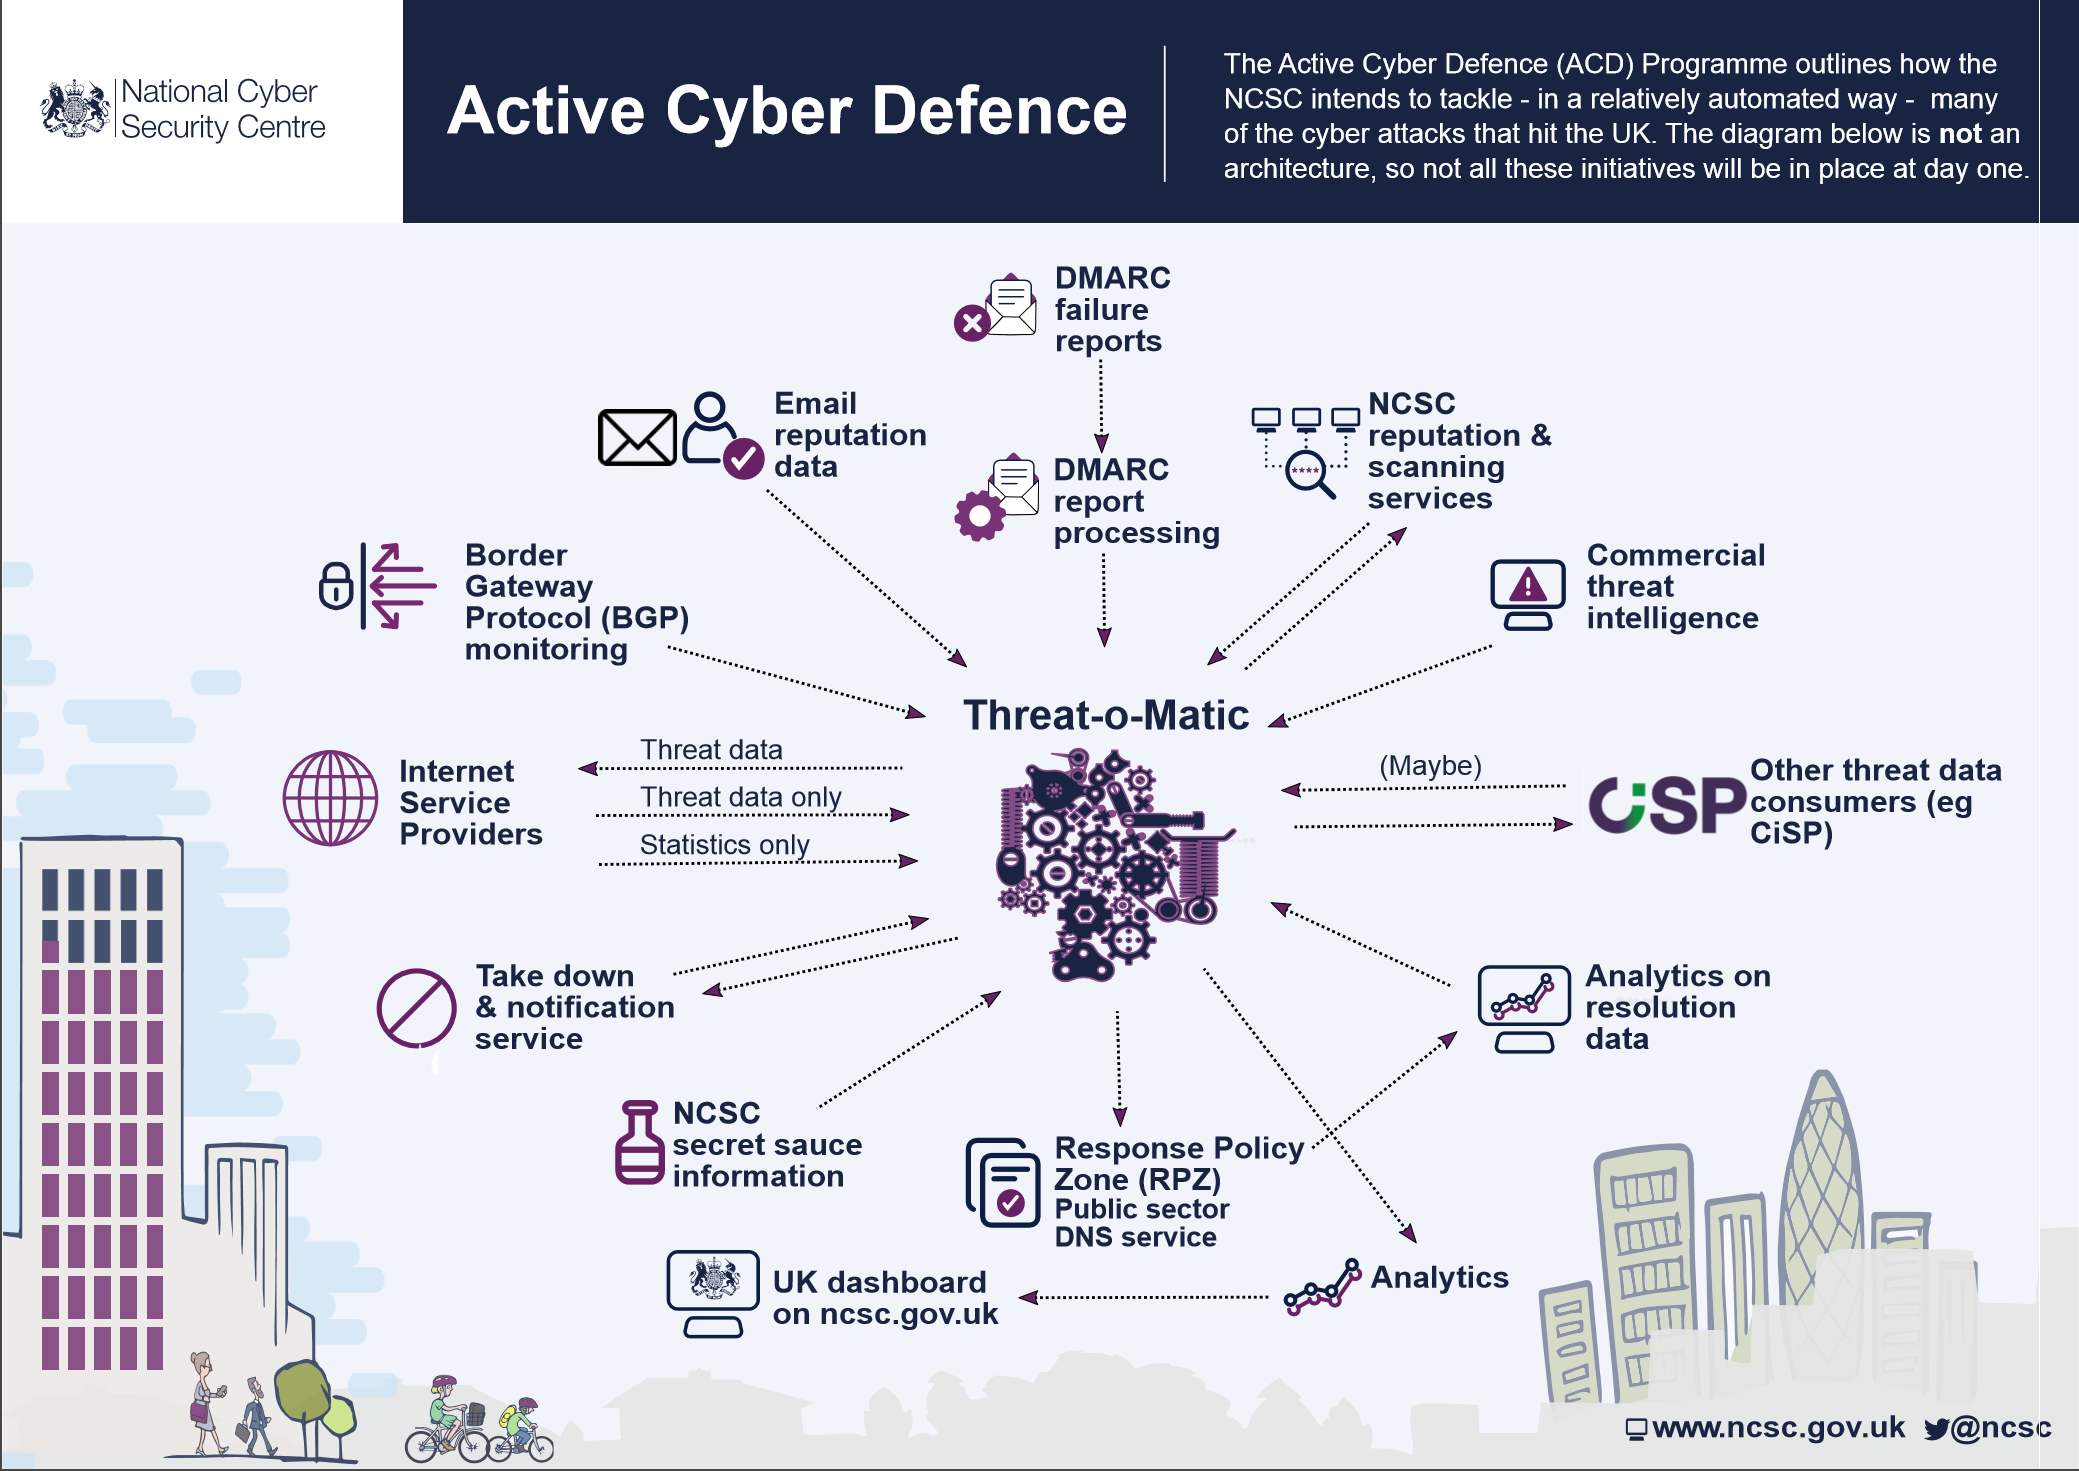 National Cyber
Security Centre
Active Cyber Defence
The Active Cyber Defence (ACD) Programme outlines how the
NCSC intends to tackle - in a relatively automated way -  many
of the cyber attacks that hit the UK. The diagram below is not an
architecture, so not all these initiatives will be in place at day one.
DMARC
failure
reports
Email
reputation
data
DMARC
report
processing
NCSC
reputation &
scanning
services
****
Border
Gateway
Protocol (BGP)
monitoring
Commercial
threat
intelligence
Threat-o-Matic
Internet
Service
Providers
Threat data
Threat data only
Statistics only
(Maybe)
CiSP
Other threat data
consumers (eg
CiSP)
Take down
& notification
service
Analytics on
resolution
data
NCSC
secret sauce
information
Response Policy
Zone (RPZ)
Public sector
DNS service
UK dashboard
on ncsc.gov.uk
Analytics
www.ncsc.gov.uk @ncsc